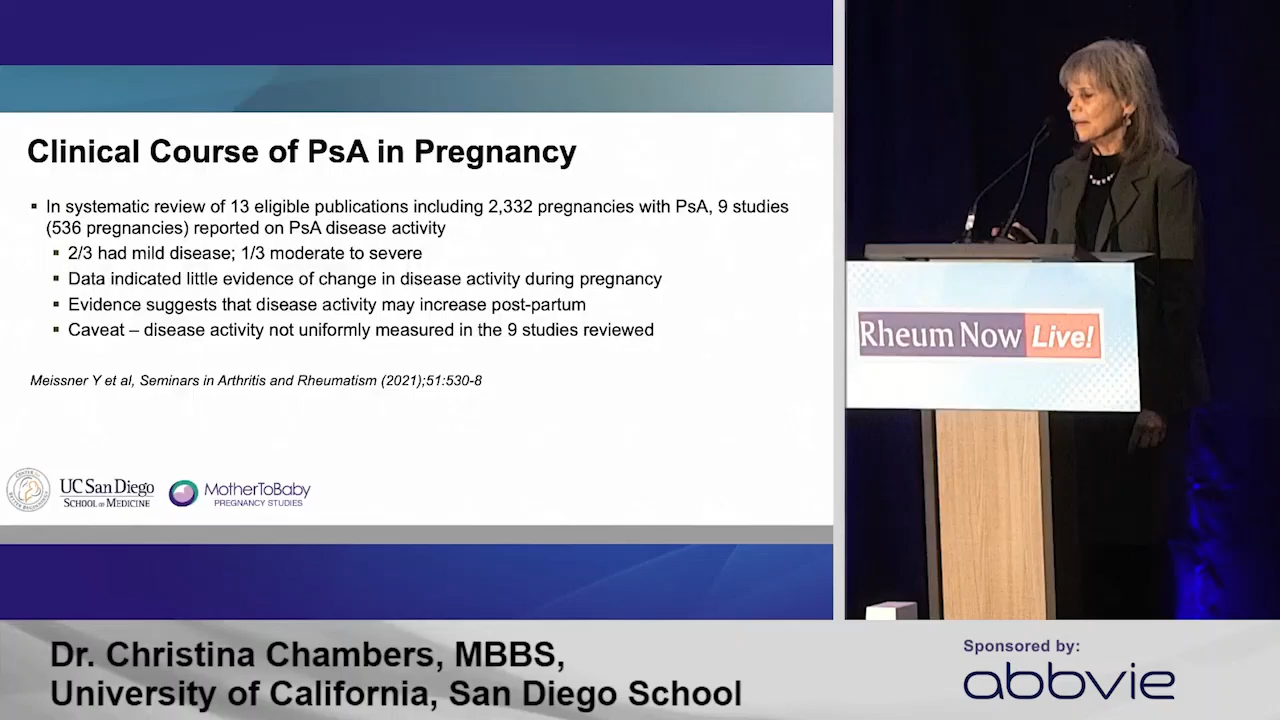 Clinical Course of PsA in Pregnancy
▪ In systematic review of 13 eligible publications including 2,332 pregnancies with PsA, 9 studies
(536 pregnancies) reported on PsA disease activity
▪ 2/3 had mild disease; 1/3 moderate to severe
▪ Data indicated little evidence of change in disease activity during pregnancy
▪ Evidence suggests that disease activity may increase post-partum
▪ Caveat – disease activity not uniformly measured in the 9 studies reviewed
Meissner Y et al, Seminars in Arthritis and Rheumatism (2021);51:530-8
UC San Diego
SCHOOL OF MEDICINE
MotherToBaby
PREGNANCY STUDIES
Rheum Now Live!
Dr. Christina Chambers, MBBS,
University of California, San Diego School
Sponsored by:
abbvie